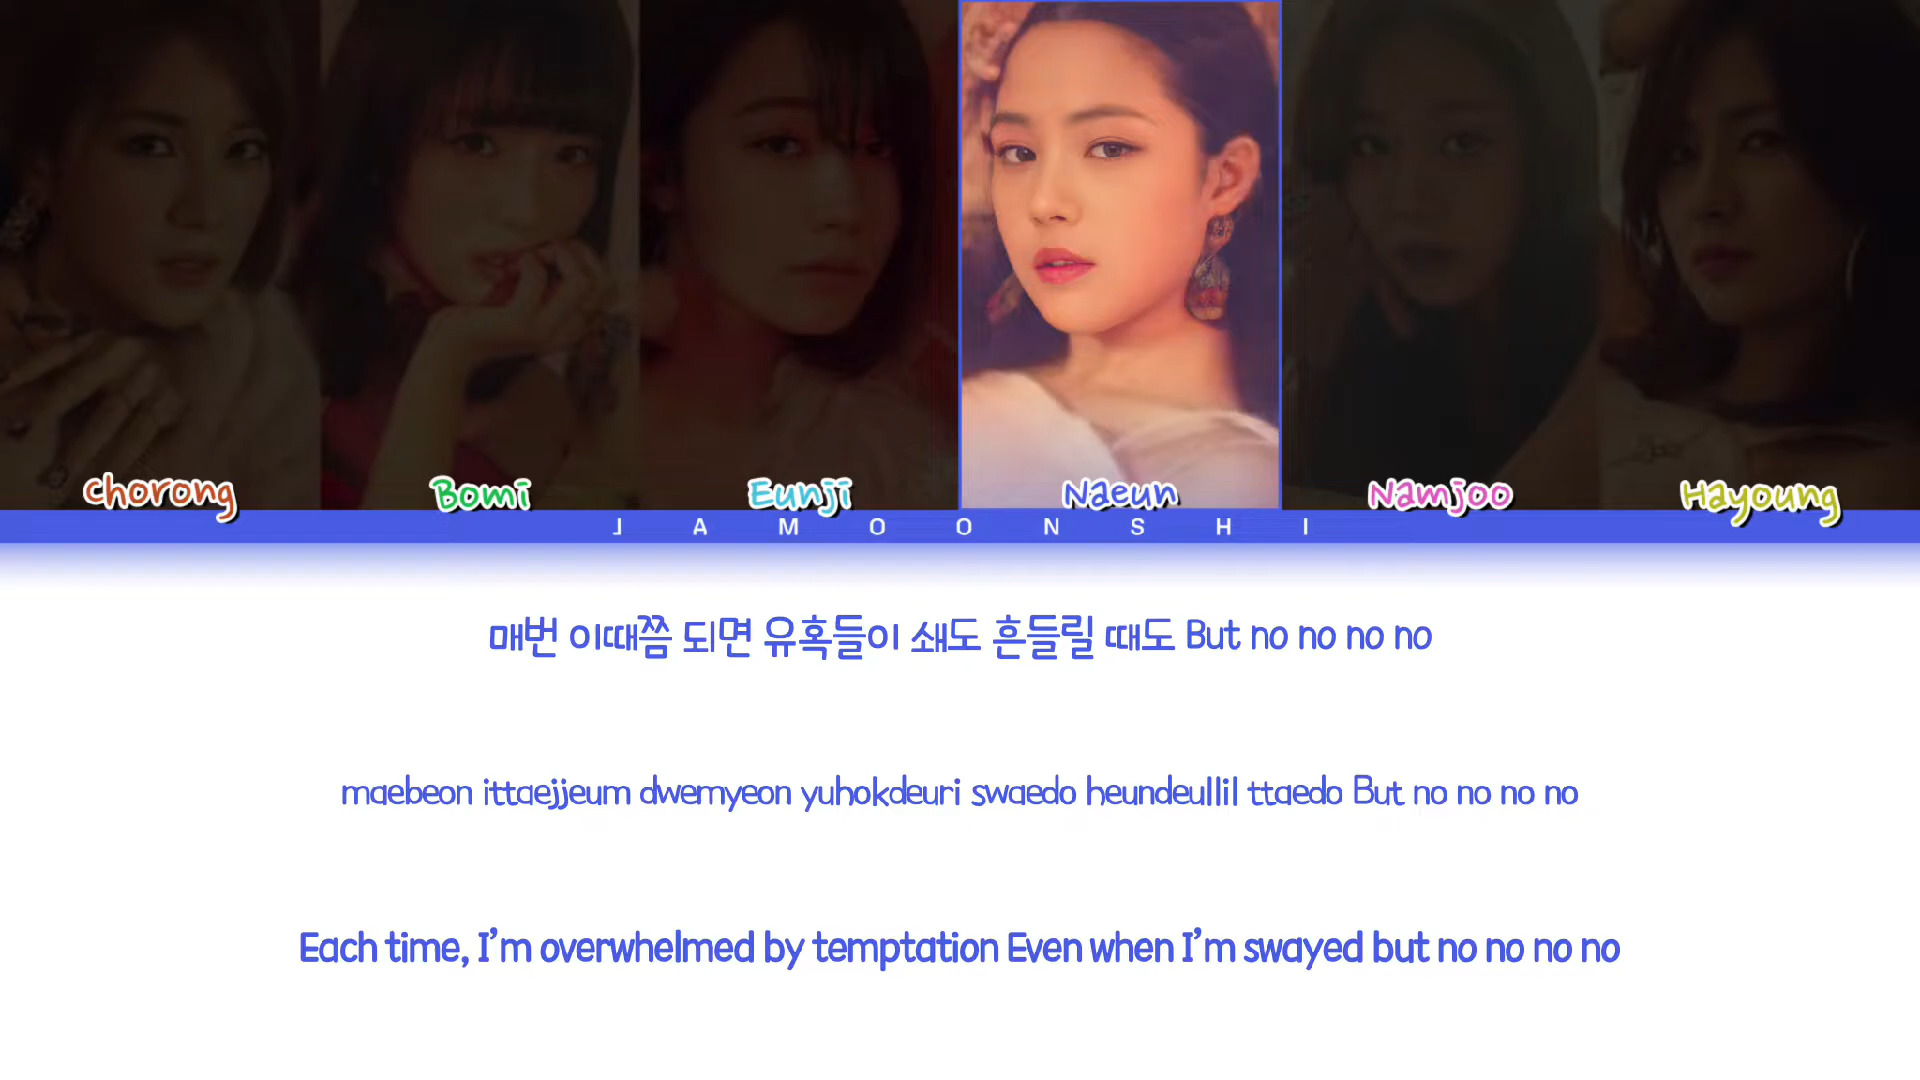 Chorong Bomi Eunji Naeun Namjoo Hayoung
JAMOONSHI
매번 이때쯤 되면 유혹들이 쇄도 흔들릴 때도 But no no no no
maebeon ittaejjeum dwemyeon yuhokdeuri swaedo heundeullil ttaedo But no no no no
Each time, I’m overwhelmed by temptation Even when I’m swayed but no no no no